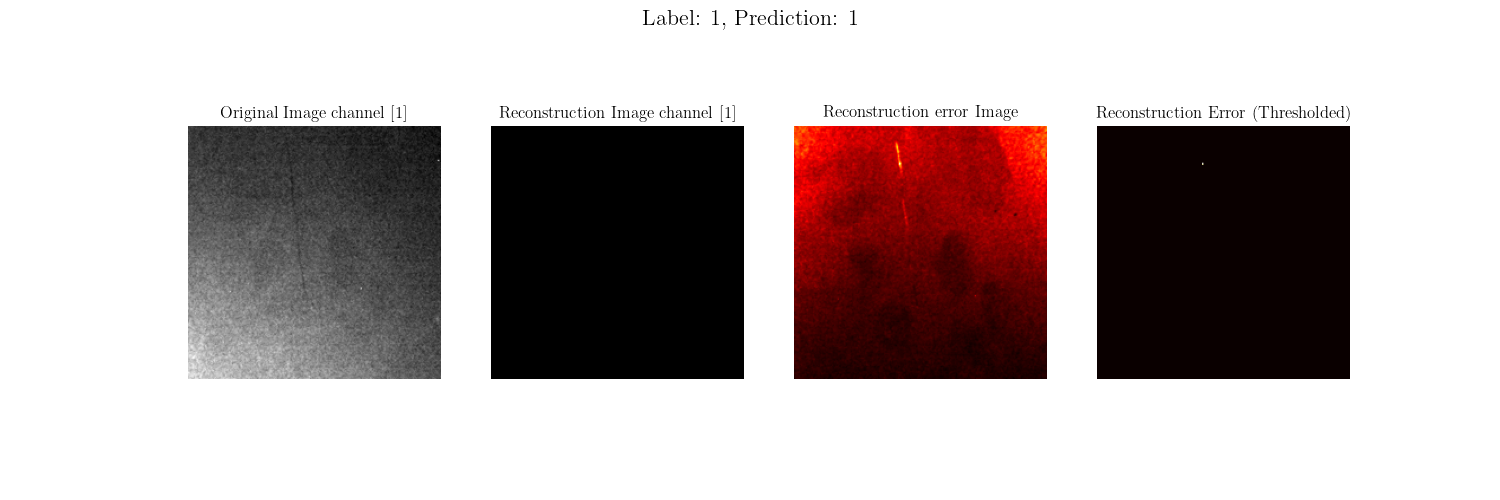 Label: 1, Prediction: 1
Original Image channel [1]
Reconstruction Image channel [1]
Reconstruction error Image
Reconstruction Error (Thresholded)